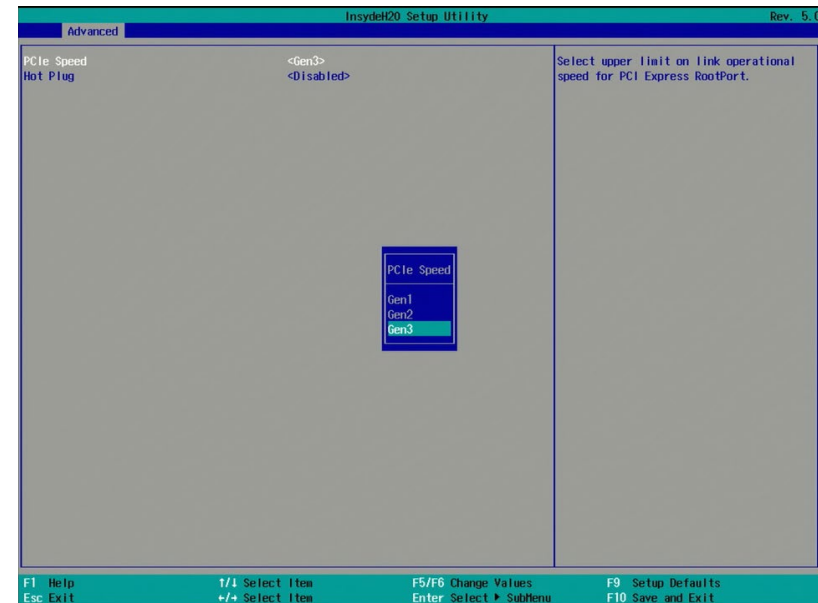 InsydeH20 Setup Utility Rev. 5.0
Advanced
PCIe Speed <Gen3>
Hot Plug <Disabled>
Select upper limit on link operational
speed for PCI Express RootPort.
PCIe Speed
Gen1
Gen2
Gen3
F1 Help ↑/↓ Select Item F5/F6 Change Values F9 Setup Defaults
Esc Exit ←/→ Select Item Enter Select ▶ SubMenu F10 Save and Exit